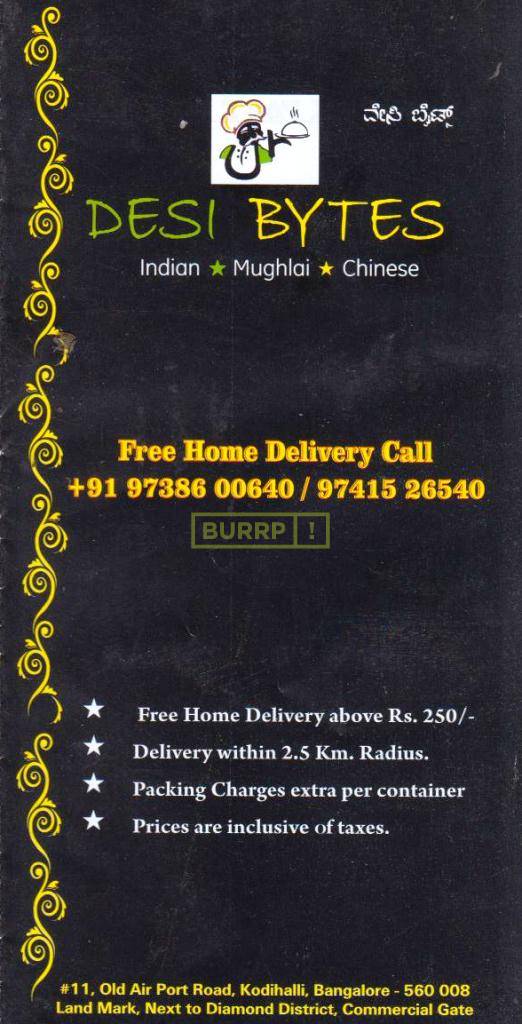 ದೇಸಿ ಬೈಟ್ಸ್
DESI BYTES
Indian ★ Mughlai ★ Chinese
Free Home Delivery Call
+91 97386 00640 / 97415 26540
BURRP !
★ Free Home Delivery above Rs. 250/-
★ Delivery within 2.5 Km. Radius.
★ Packing Charges extra per container
★ Prices are inclusive of taxes.
#11, Old Air Port Road, Kodihalli, Bangalore - 560 008
Land Mark, Next to Diamond District, Commercial Gate